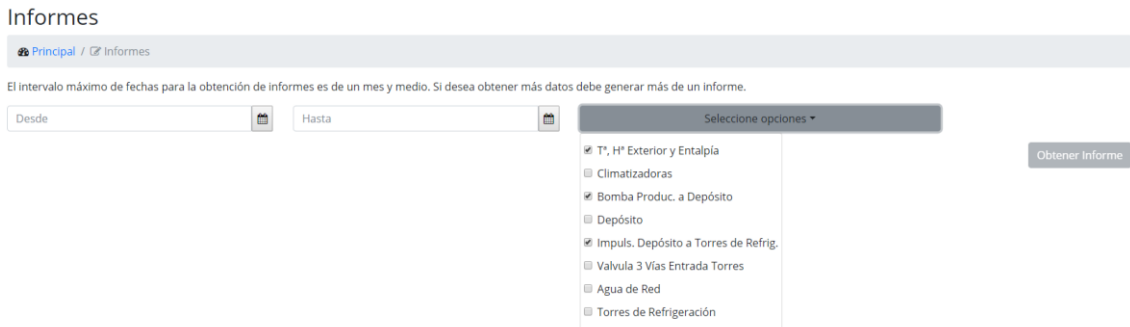 Informes
Principal / Informes
El intervalo máximo de fechas para la obtención de informes es de un mes y medio. Si desea obtener más datos debe generar más de un informe.
Desde
Hasta
Seleccione opciones
Tª, Hª Exterior y Entalpía
Obtener Informe
Climatizadoras
Bomba Produc. a Depósito
Depósito
Impuls. Depósito a Torres de Refrig.
Valvula 3 Vías Entrada Torres
Agua de Red
Torres de Refrigeración